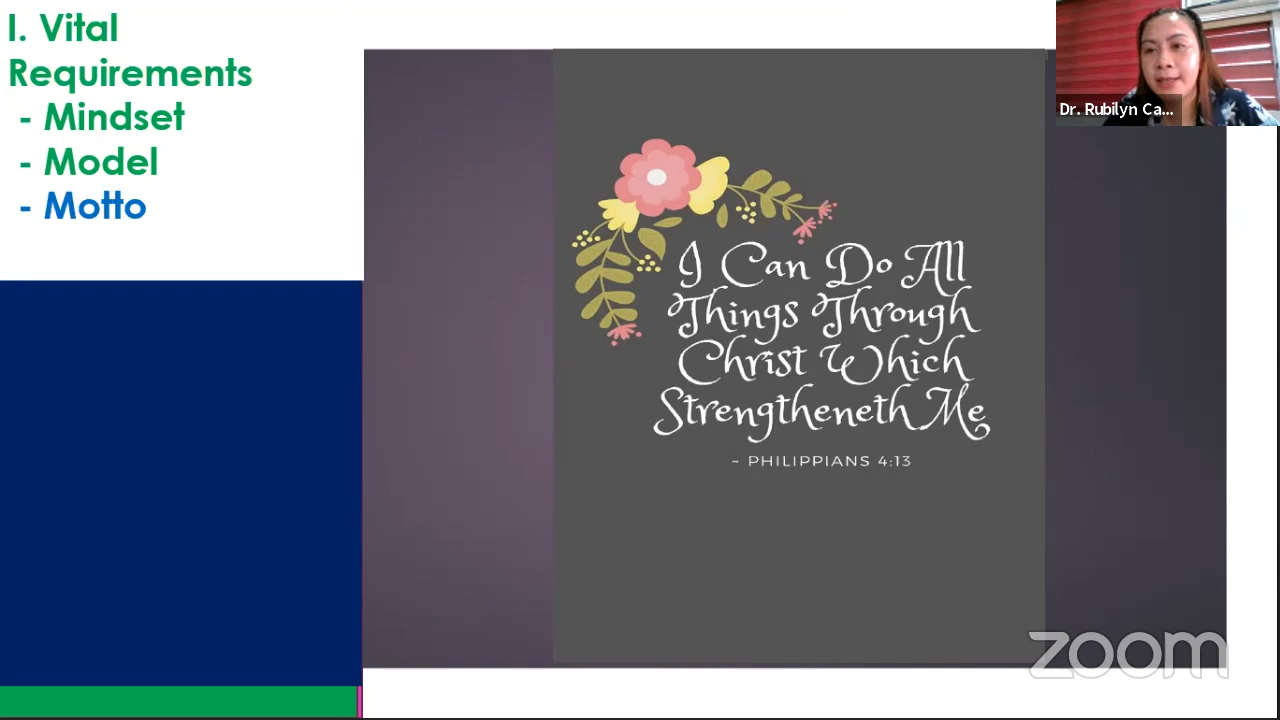 I. Vital
Requirements
- Mindset
- Model
- Motto
I Can Do All
Things Through
Christ Which
Strengtheneth Me
~ PHILIPPIANS 4:13
Dr. Rubilyn Ca...
zoom